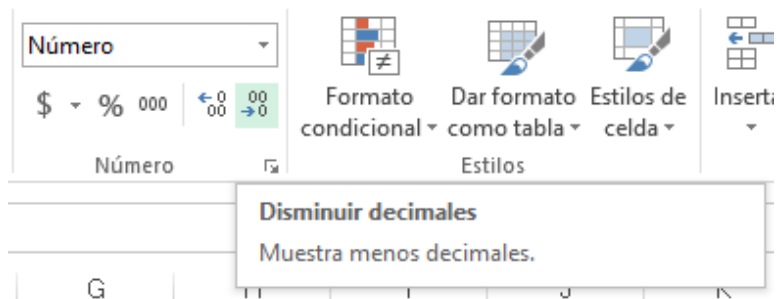 Número
$ % 000 ←0 00 00 →0
Formato condicional
Dar formato como tabla
Estilos de celda
Número
Estilos
Disminuir decimales
Muestra menos decimales.
G